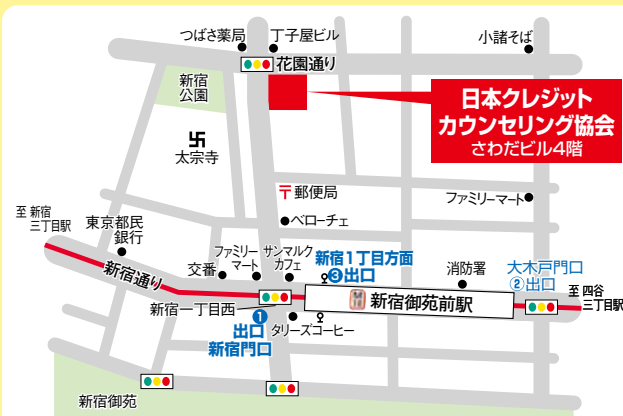 つばさ薬局
丁子屋ビル
小諸そば
花園通り
新宿
公園
日本クレジット
カウンセリング協会
さわだビル4階
卍
太宗寺
〒郵便局
ファミリーマート
ベローチェ
至 新宿
三丁目駅
東京都民
銀行
新宿通り
交番
ファミリー
マート
サンマルク
カフェ
新宿1丁目方面
❸出口
消防署
大木戸門口
②出口
至 四谷
三丁目駅
新宿御苑前駅
新宿一丁目西
❶
出口
新宿門口
タリーズコーヒー
新宿御苑